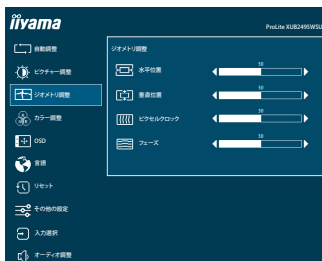 iiyama
ProLite XUB2495WSU
自動調整
ピクチャー調整
ジオメトリ調整
カラー調整
OSD
言語
リセット
その他の設定
入力選択
オーディオ調整
ジオメトリ調整
水平位置
50
垂直位置
50
ピクセルクロック
50
フェーズ
50